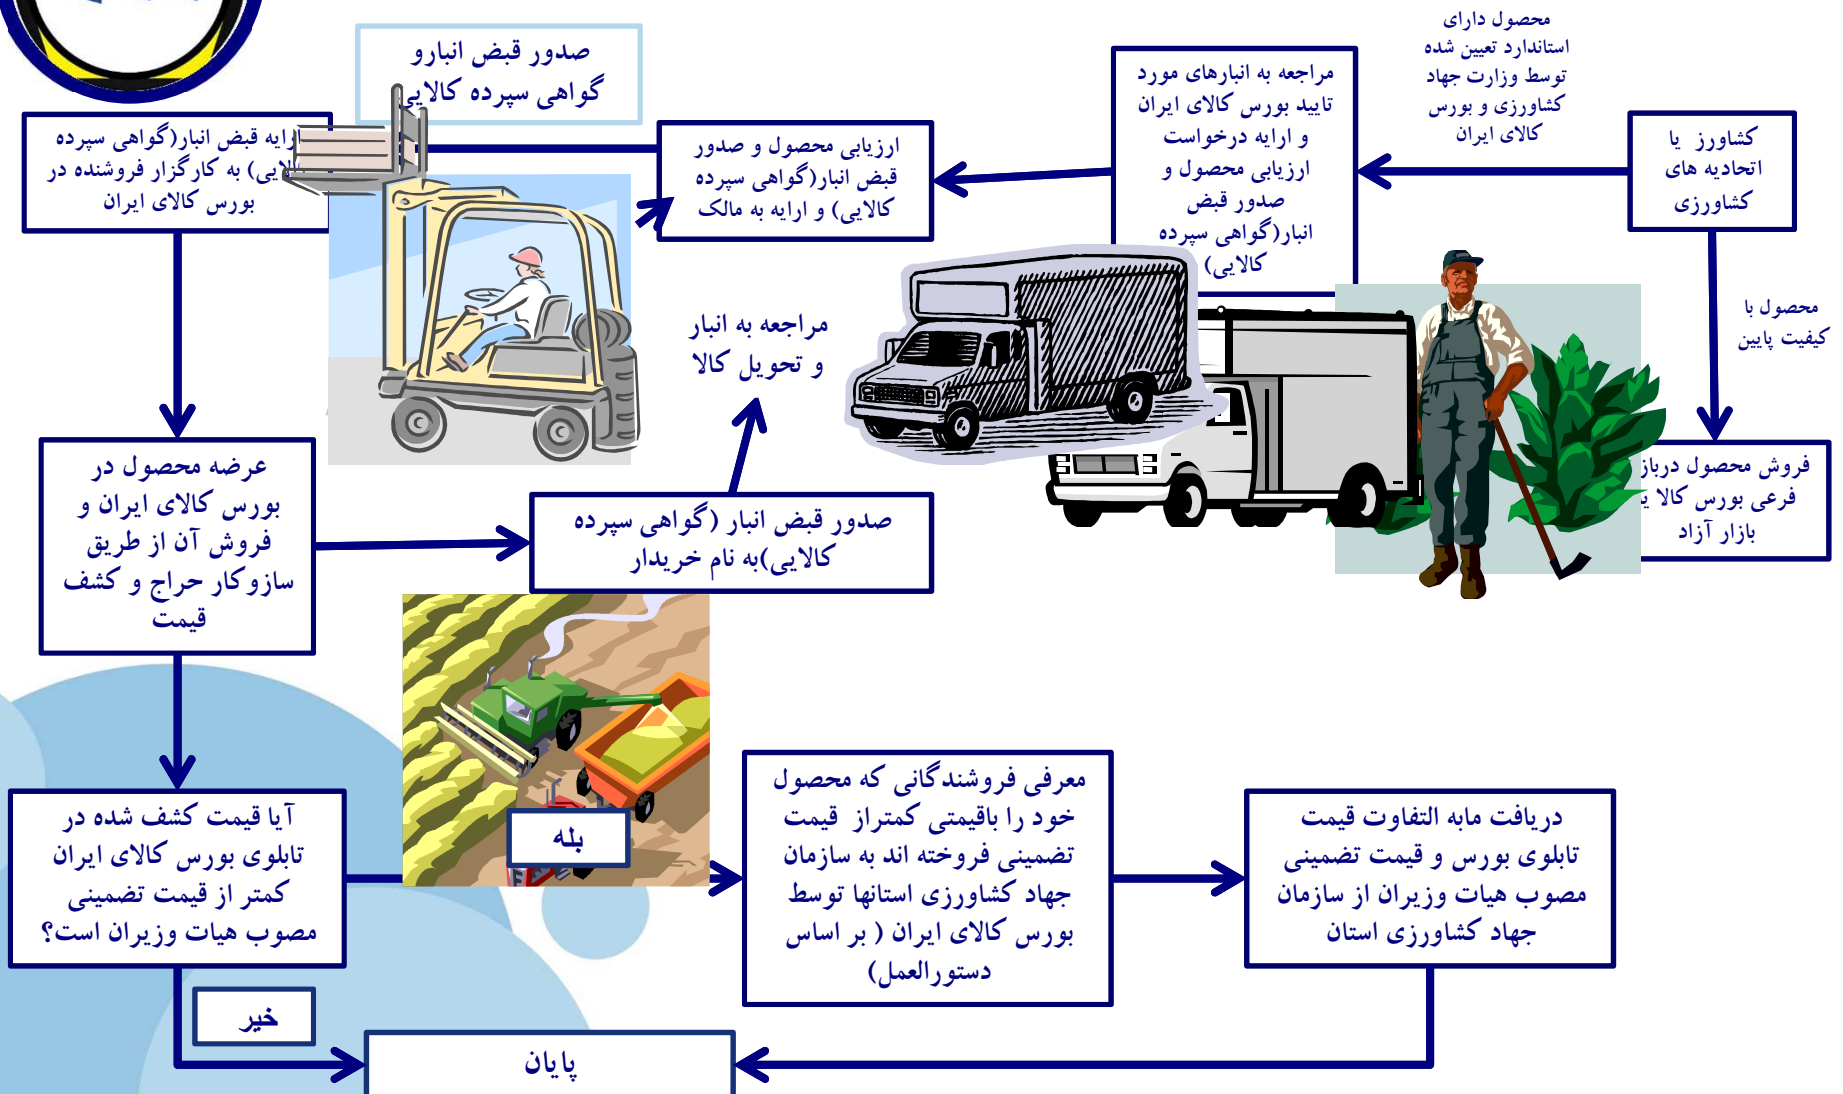 محصول دارای
استاندارد تعیین شده
توسط وزارت جهاد
کشاورزی و بورس
کالای ایران
کشاورز یا
اتحادیه های
کشاورزی
محصول با
کیفیت پایین
فروش محصول درباز
فرعی بورس کالا
بازار آزاد
مراجعه به انبارهای مورد
تایید بورس کالای ایران
و ارایه درخواست
ارزیابی محصول و
صدور قبض
انبار(گواهی سپرده
کالایی)
ارزیابی محصول و صدور
قبض انبار(گواهی سپرده
کالایی) و ارایه به مالک
صدور قبض انبارو
گواهی سپرده کالایی
ارایه قبض انبار(گواهی سپرده
کالایی) به کارگزار فروشنده در
بورس کالای ایران
مراجعه به انبار
و تحویل کالا
عرضه محصول در
بورس کالای ایران و
فروش آن از طریق
سازوکار حراج و کشف
قیمت
صدور قبض انبار (گواهی سپرده
کالایی)به نام خریدار
آیا قیمت کشف شده در
تابلوی بورس کالای ایران
کمتر از قیمت تضمینی
مصوب هیات وزیران است؟
بله
معرفی فروشندگانی که محصول
خود را باقیمتی کمتراز قیمت
تضمینی فروخته اند به سازمان
جهاد کشاورزی استانها توسط
بورس کالای ایران ( بر اساس
دستورالعمل)
دریافت مابه التفاوت قیمت
تابلوی بورس و قیمت تضمینی
مصوب هیات وزیران از سازمان
جهاد کشاورزی استان
خیر
پایان